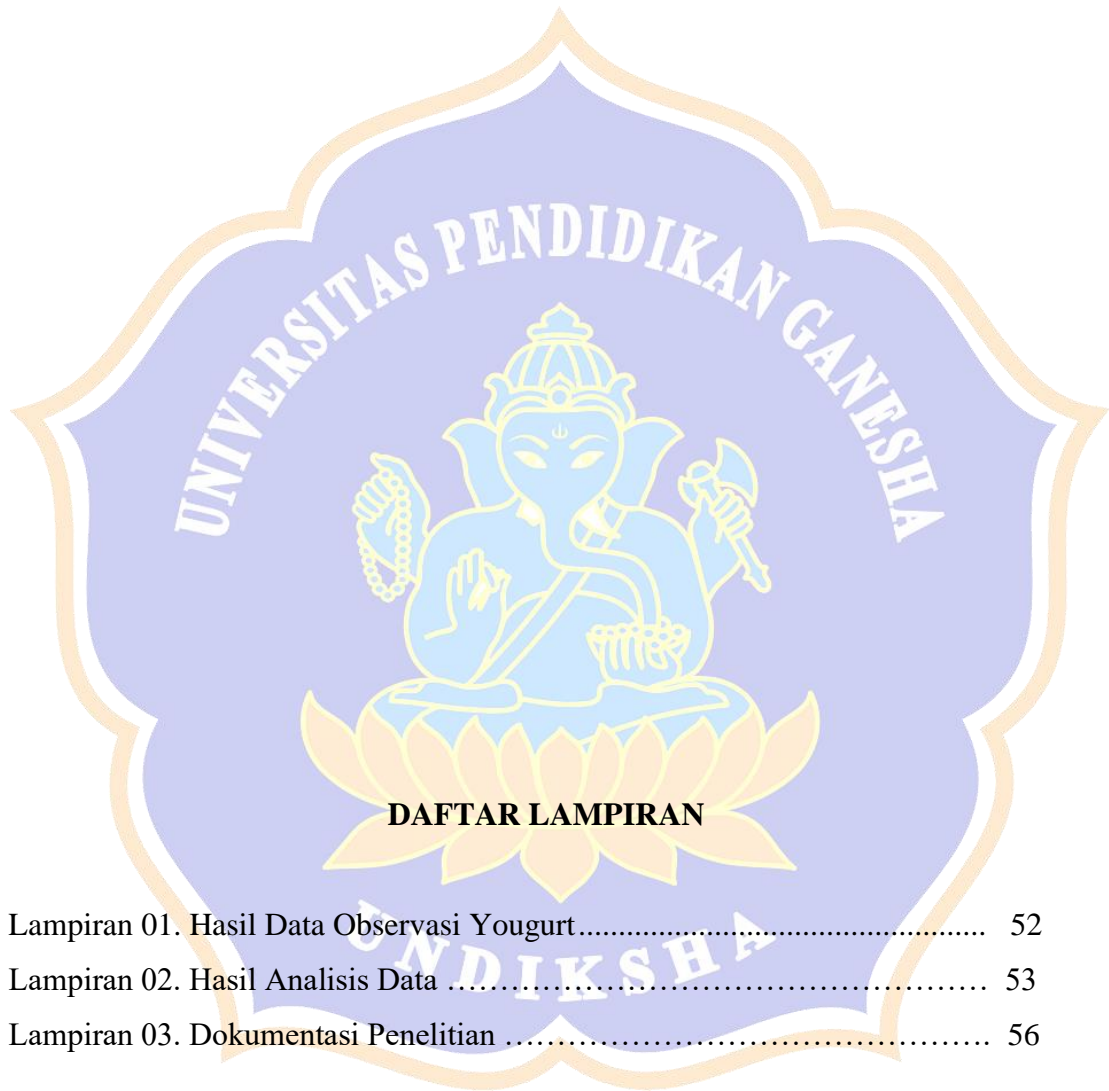 UNIVERSITAS PENDIDIKAN GANESHA
DAFTAR LAMPIRAN
Lampiran 01. Hasil Data Observasi Yougurt.................................................. 52
UNDIKSHA
Lampiran 02. Hasil Analisis Data ……………………………………………… 53
Lampiran 03. Dokumentasi Penelitian …………………………………………. 56